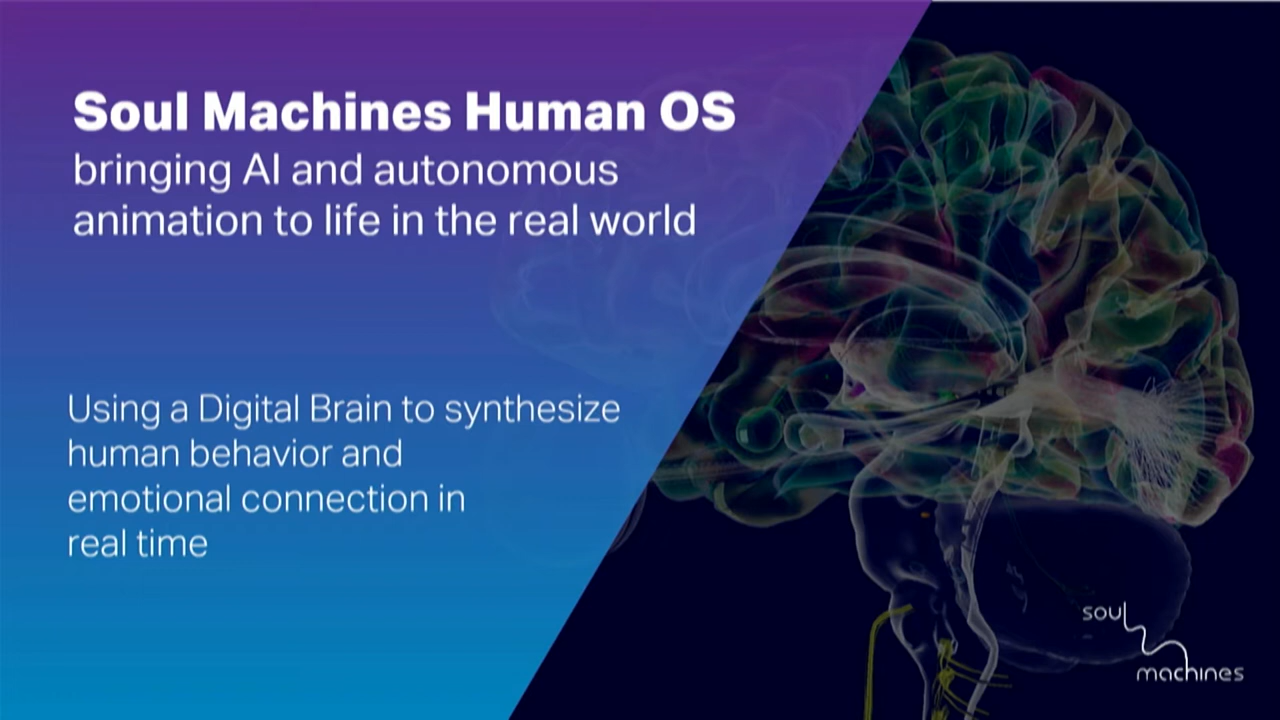 Soul Machines Human OS
bringing AI and autonomous
animation to life in the real world
Using a Digital Brain to synthesize
human behavior and
emotional connection in
real time
soul
machines